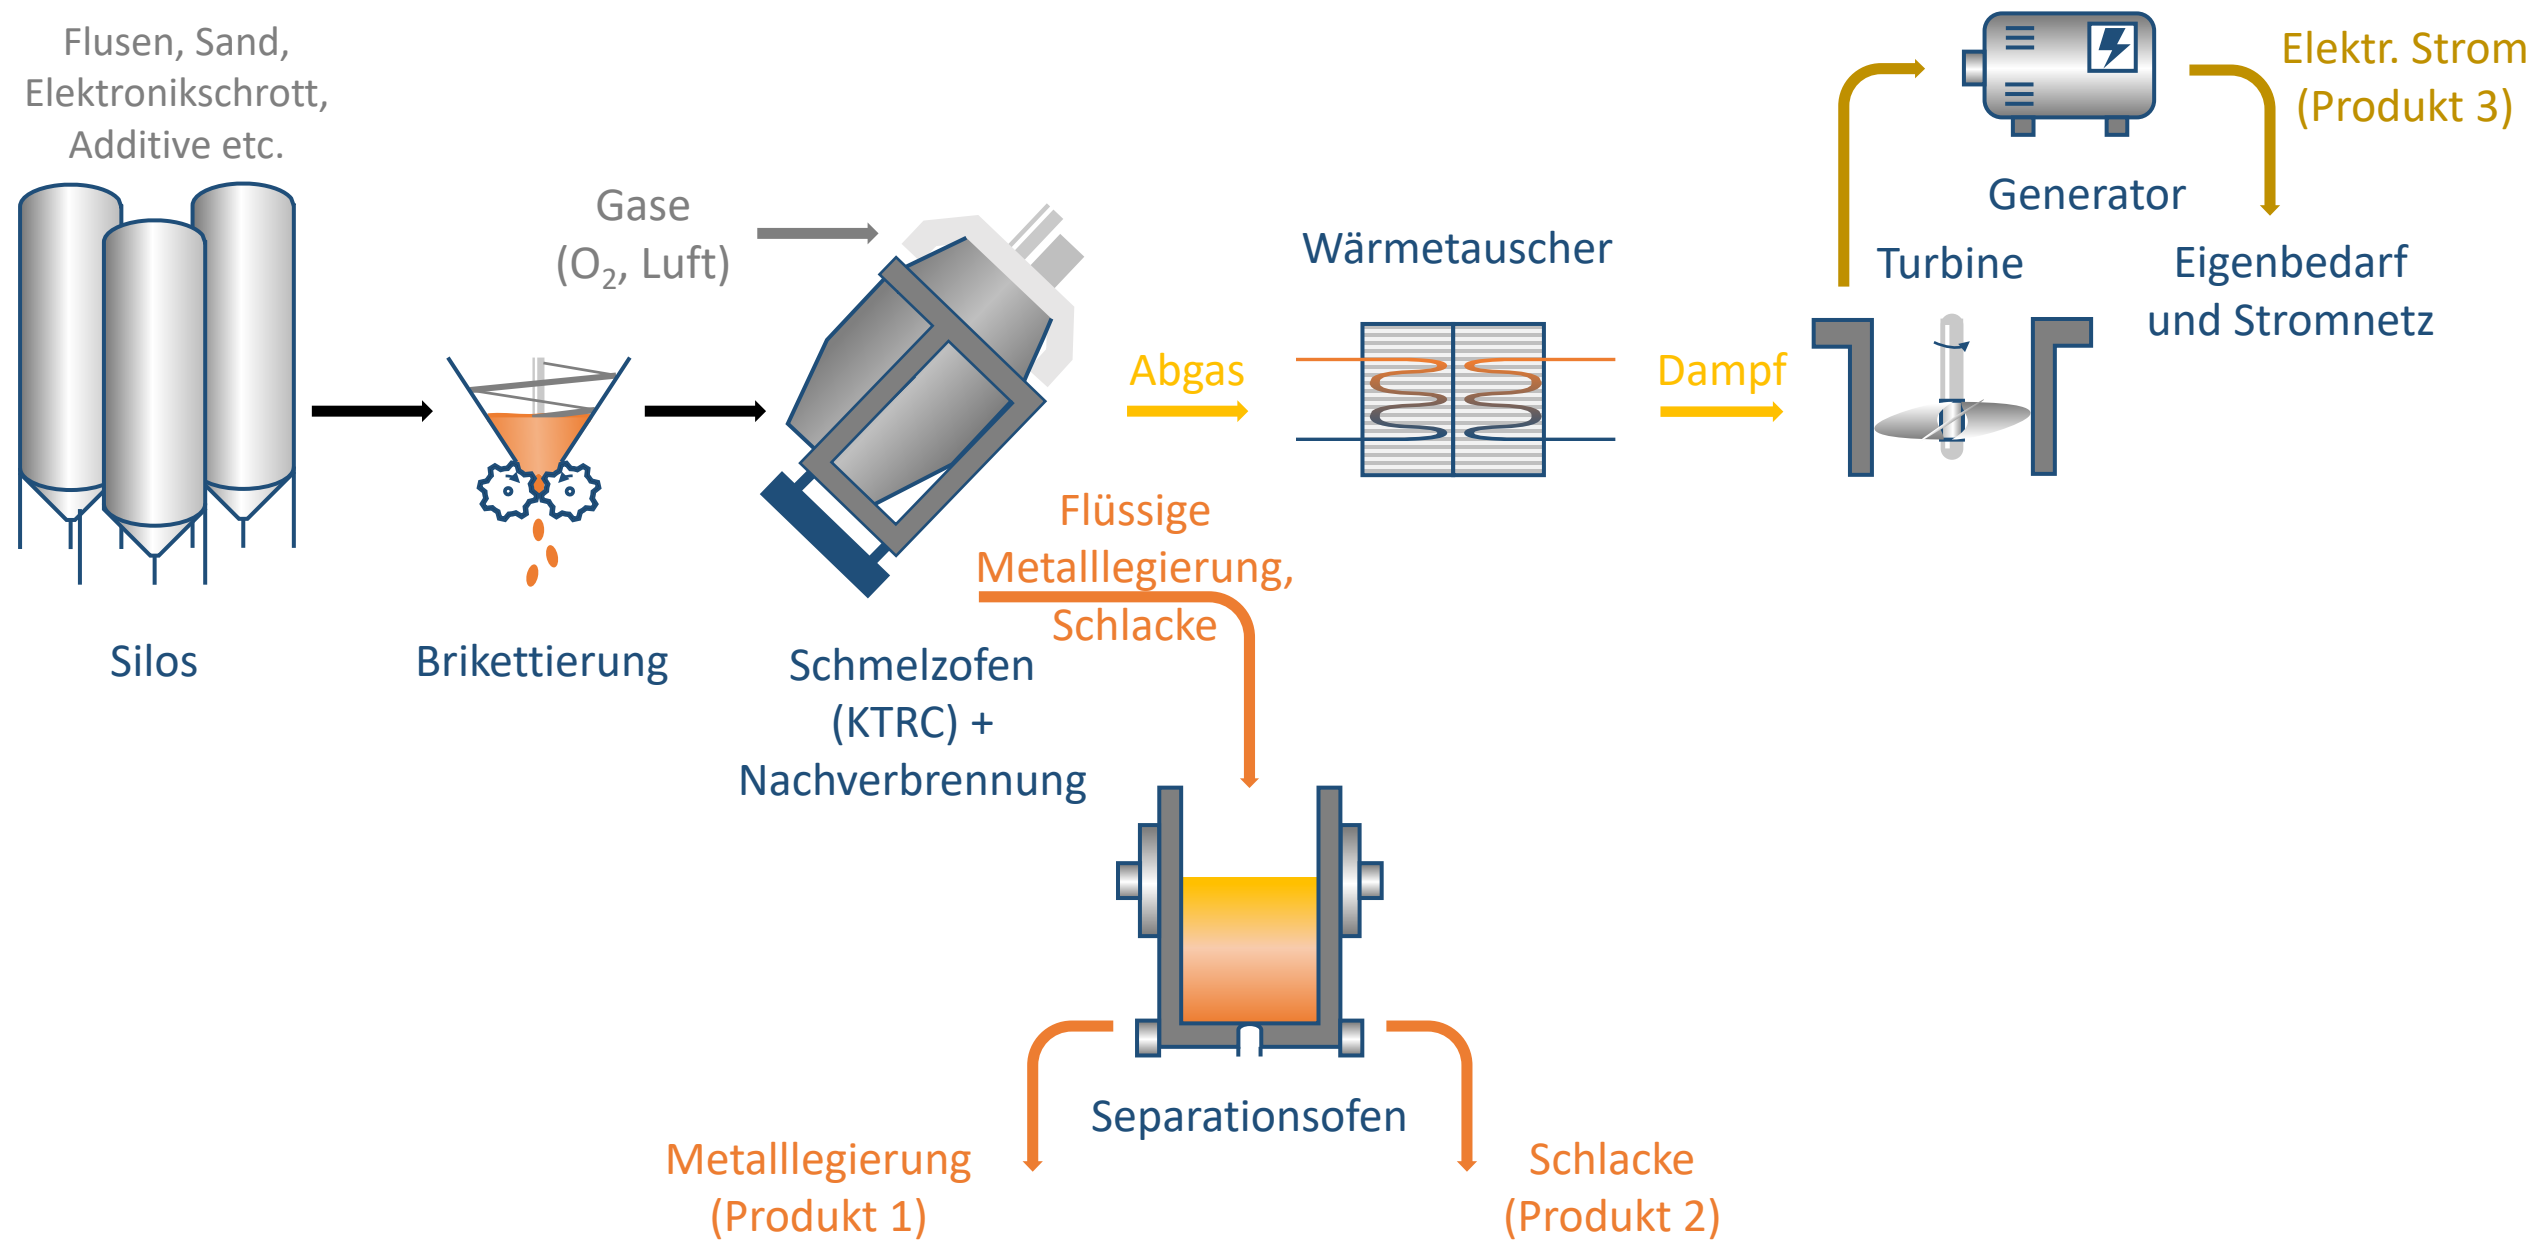 Flusen, Sand,
Elektronikschrott,
Additive etc.
Silos
Brikettierung
Gase
(O₂, Luft)
Schmelzofen
(KTRC) +
Nachverbrennung
Abgas
Flüssige
Metalllegierung,
Schlacke
Wärmetauscher
Dampf
Turbine
Generator
Elektr. Strom
(Produkt 3)
Eigenbedarf
und Stromnetz
Separationsofen
Metalllegierung
(Produkt 1)
Schlacke
(Produkt 2)